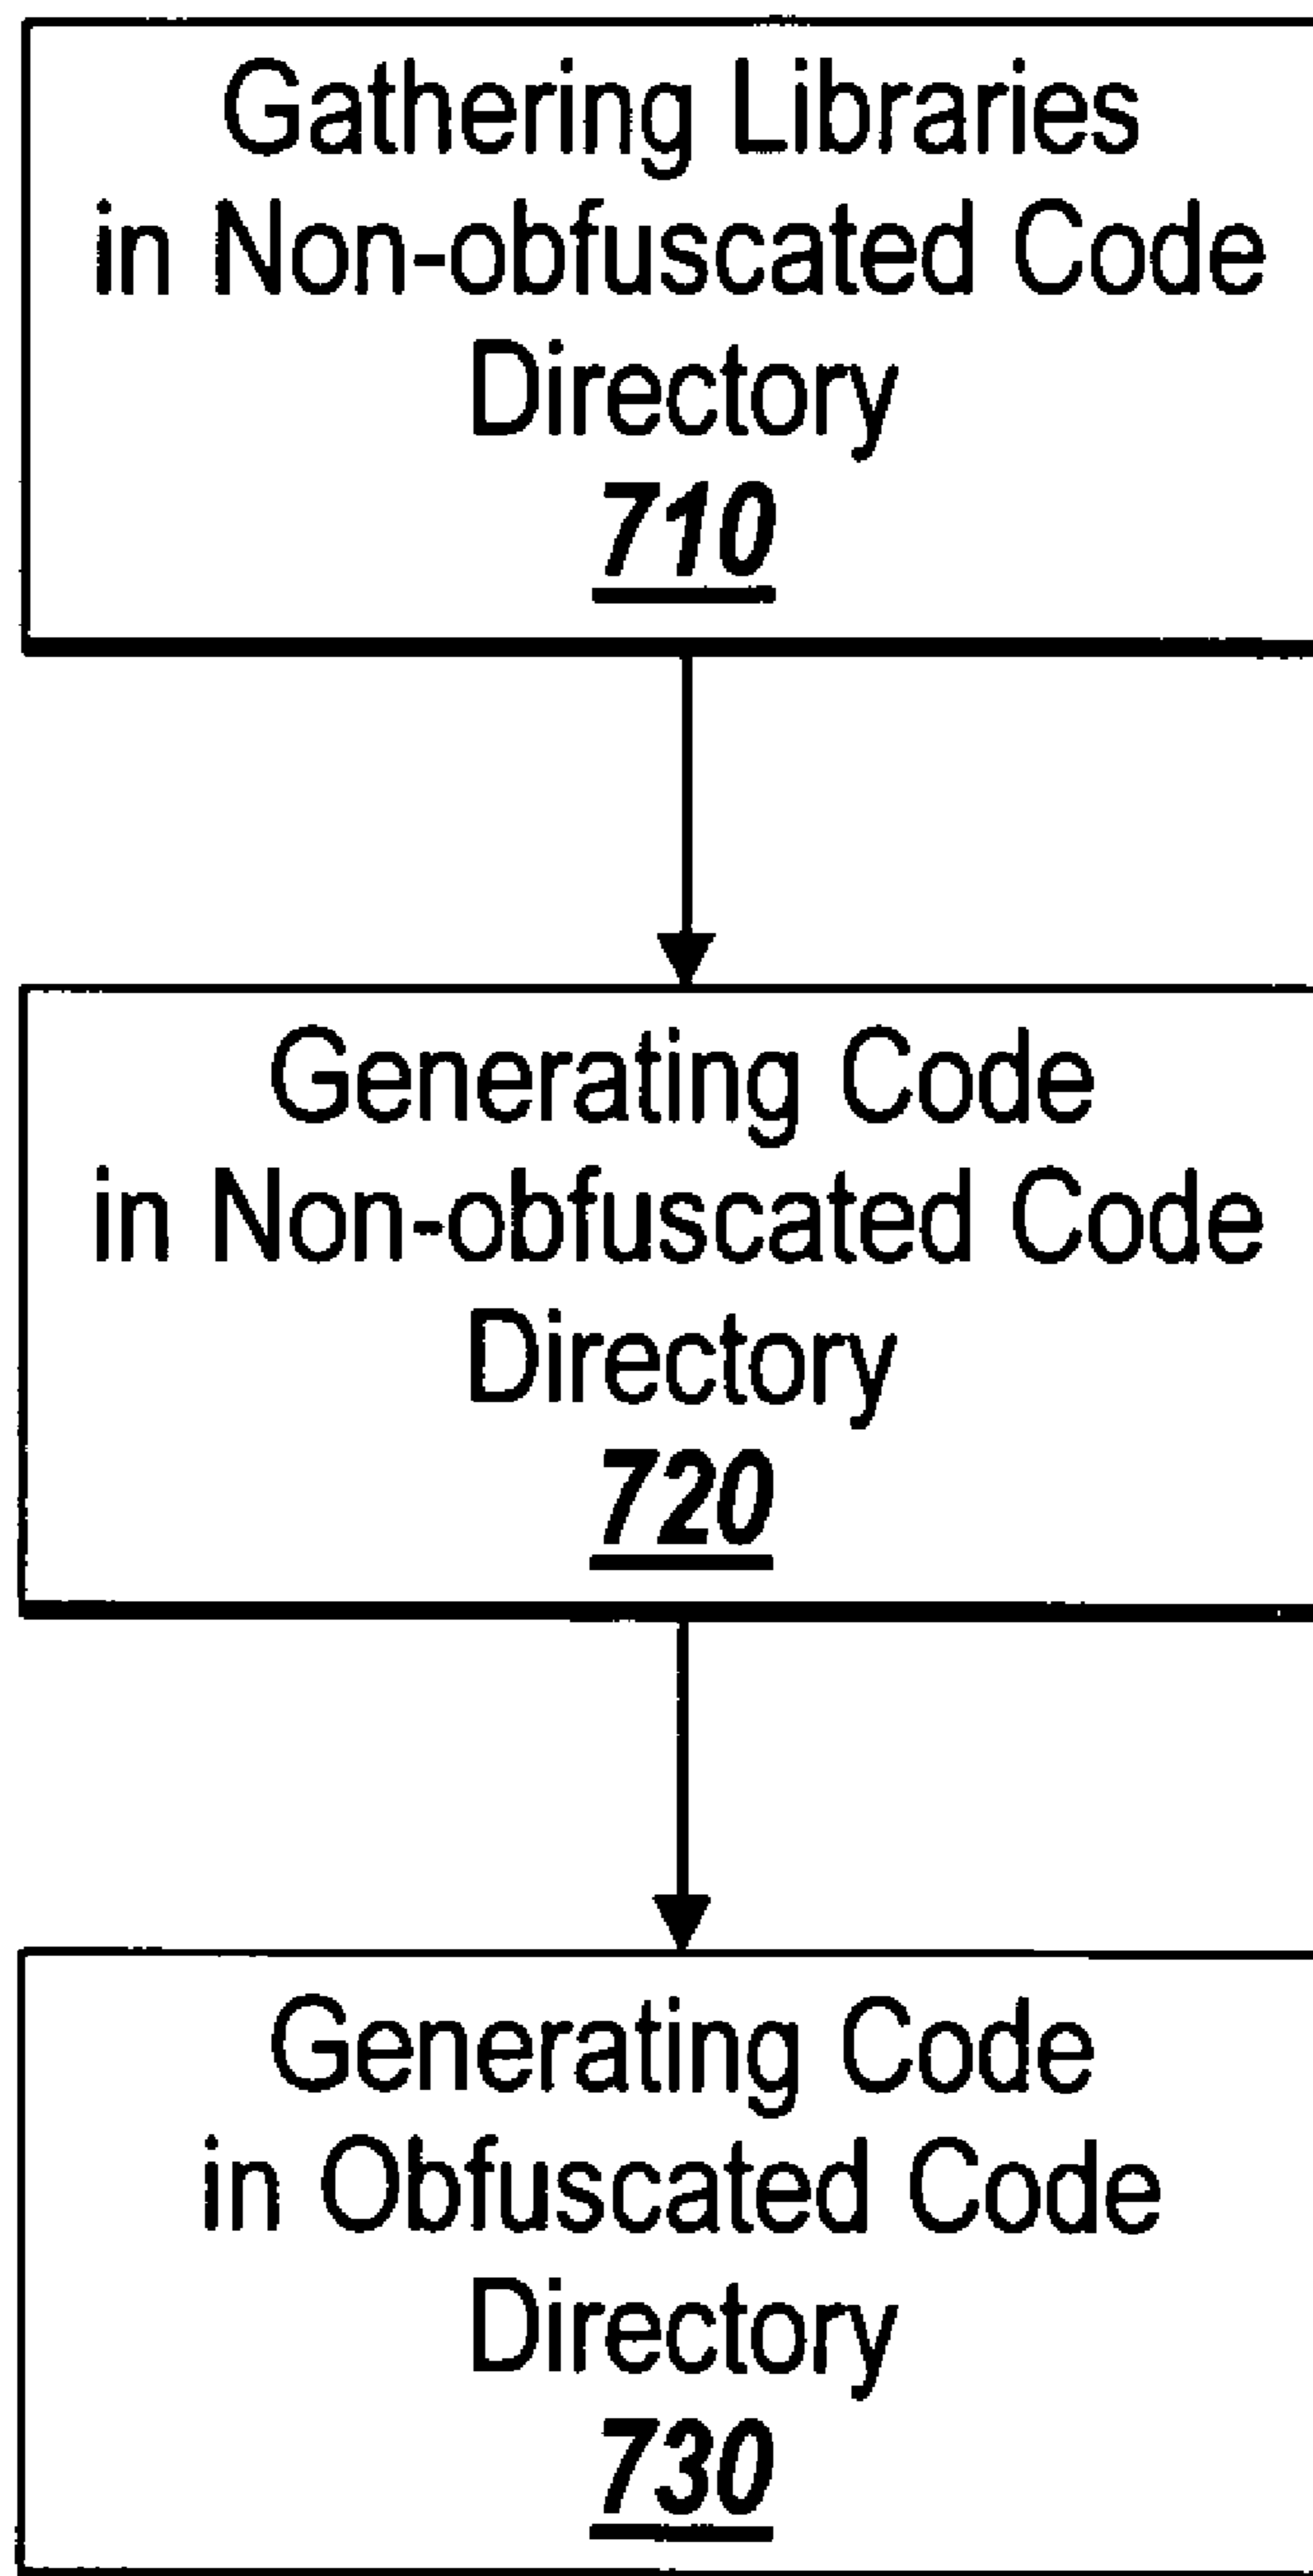 Gathering Libraries
in Non-obfuscated Code
Directory
710
Generating Code
in Non-obfuscated Code
Directory
720
Generating Code
in Obfuscated Code
Directory
730